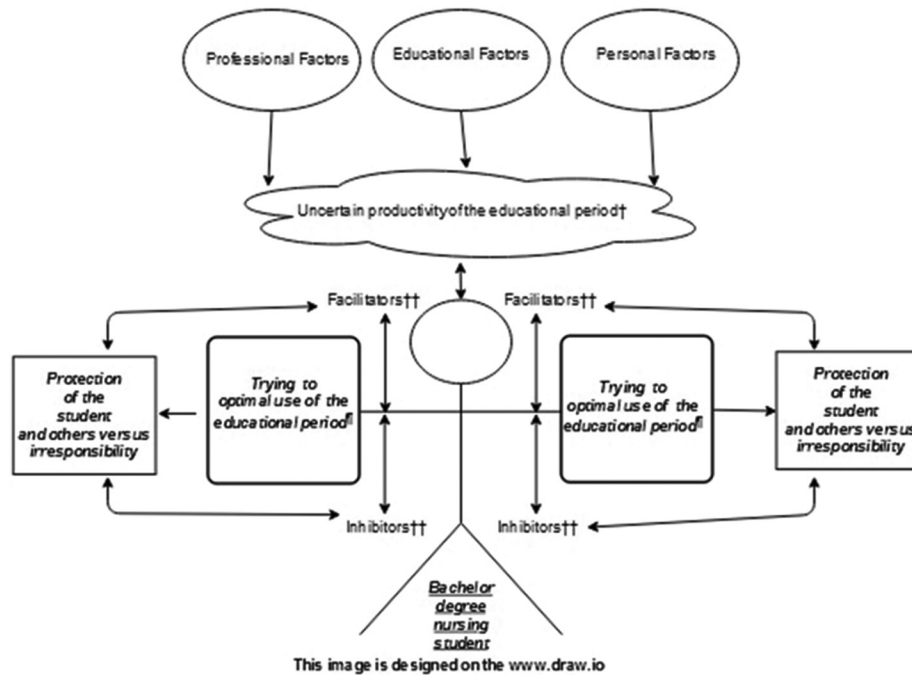 Professional Factors
Educational Factors
Personal Factors
Uncertain productivity of the educational period†
Facilitators††
Facilitators††
Protection
of the
student
and others versus
irresponsibility
Trying to
optimal use of the
educational period¶
Trying to
optimal use of the
educational period¶
Protection
of the
student
and others versus
irresponsibility
Inhibitors††
Inhibitors††
Bachelor
degree
nursing
student
This image is designed on the www.draw.io